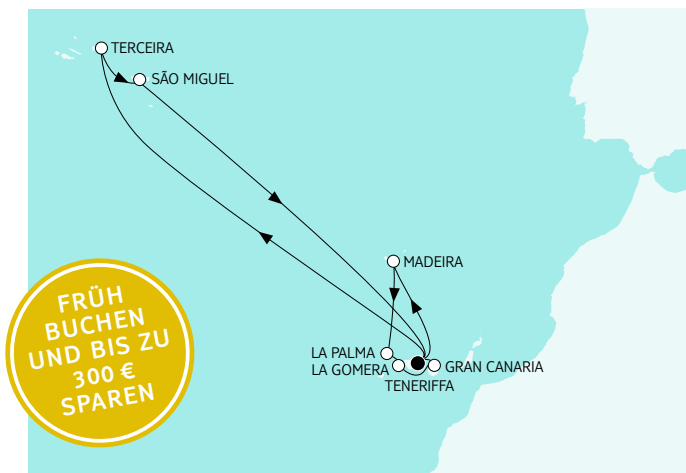 TERCEIRA
SÃO MIGUEL
MADEIRA
FRÜH
BUCHEN
UND BIS ZU
300 €
SPAREN
LA PALMA
LA GOMERA
GRAN CANARIA
TENERIFFA